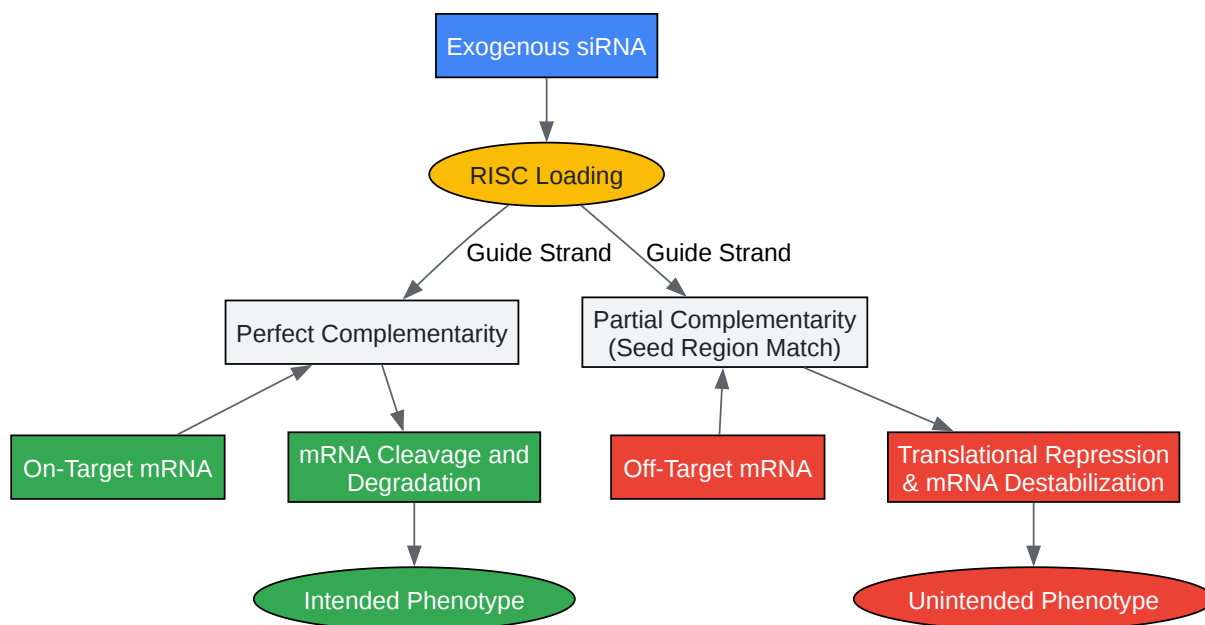 Exogenous siRNA
RISC Loading
Guide Strand
Guide Strand
Perfect Complementarity
Partial Complementarity
(Seed Region Match)
On-Target mRNA
mRNA Cleavage and
Degradation
Off-Target mRNA
Translational Repression
& mRNA Destabilization
Intended Phenotype
Unintended Phenotype